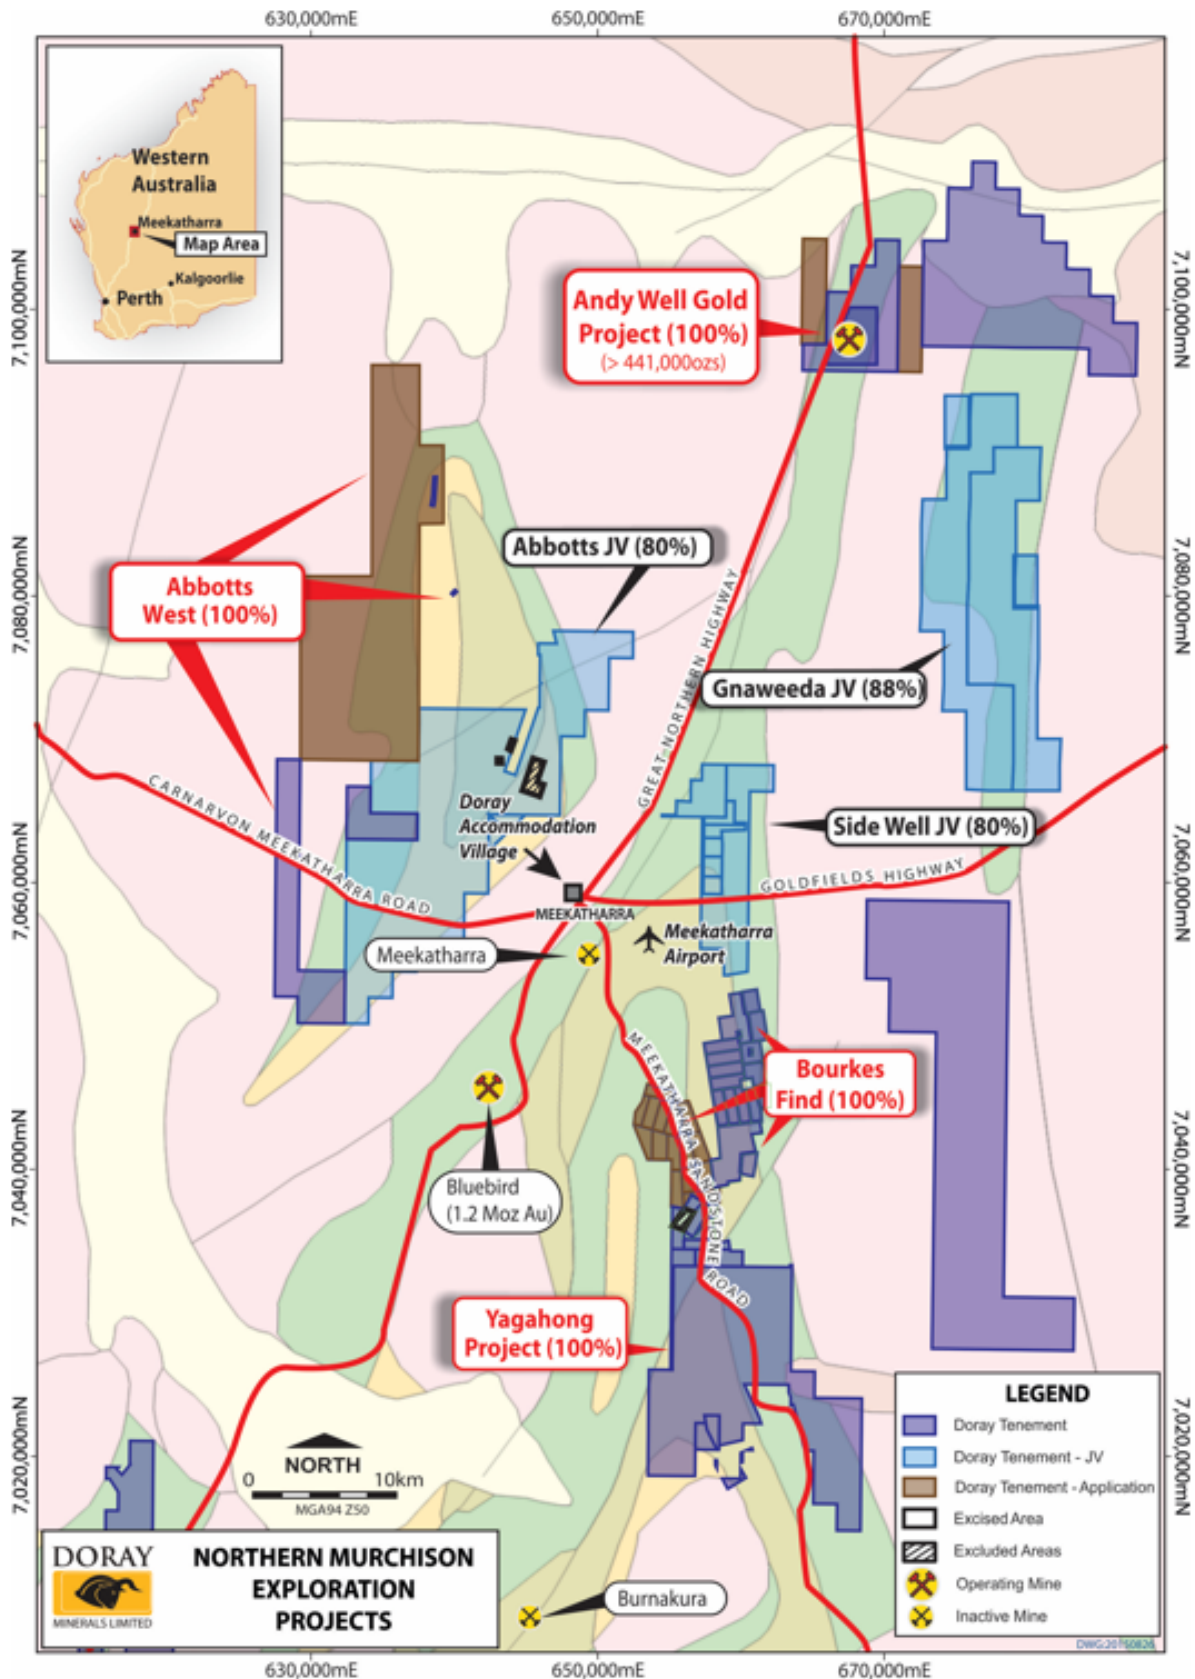 630,000mE
650,000mE
670,000mE
Western
Australia
Meekatharra
Map Area
Kalgoorlie
Perth
7,100,000mN
7,100,000mN
Andy Well Gold
Project (100%)
(> 441,000ozs)
Abbotts JV (80%)
Abbotts
West (100%)
7,080,000mN
7,080,000mN
GREAT NORTHERN HIGHWAY
Gnaweeda JV (88%)
CARNARVON MEEKATHARRA ROAD
Doray
Accommodation
Village
Side Well JV (80%)
7,060,000mN
7,060,000mN
GOLDFIELDS HIGHWAY
MEEKATHARRA
Meekatharra
Meekatharra
Airport
MEEKATHARRA SANDSTONE ROAD
Bourkes
Find (100%)
7,040,000mN
7,040,000mN
Bluebird
(1.2 Moz Au)
Yagahong
Project (100%)
7,020,000mN
7,020,000mN
NORTH
0 10km
MGA94 Z50
LEGEND
Doray Tenement
Doray Tenement - JV
Doray Tenement - Application
Excised Area
Excluded Areas
Operating Mine
Inactive Mine
DORAY
MINERALS LIMITED
NORTHERN MURCHISON
EXPLORATION
PROJECTS
Burnakura
DWG:20150826
630,000mE
650,000mE
670,000mE